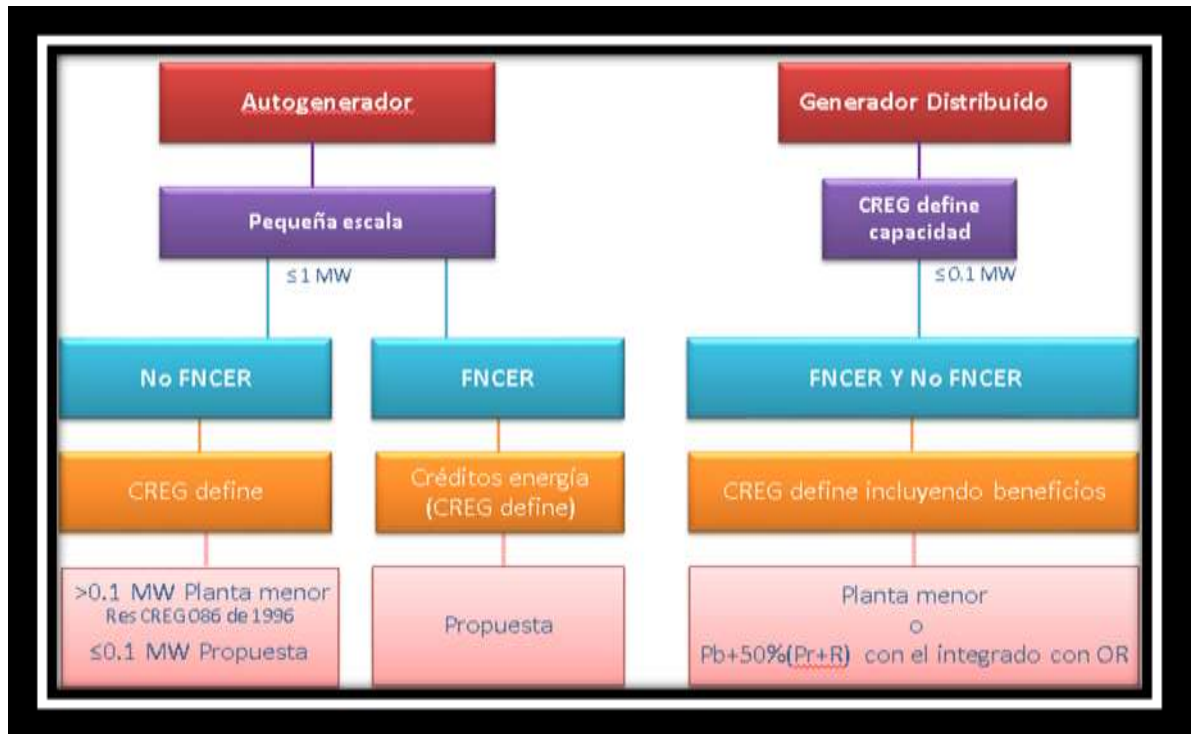 Autogenerador
Generador Distribuido
Pequeña escala
CREG define
capacidad
≤1 MW
≤0.1 MW
No FNCER
FNCER
FNCER Y No FNCER
CREG define
Créditos energía
(CREG define)
CREG define incluyendo beneficios
>0.1 MW Planta menor
Res CREG 086 de 1996
≤0.1 MW Propuesta
Propuesta
Planta menor
o
Pb+50%(Pr+R) con el integrado con OR